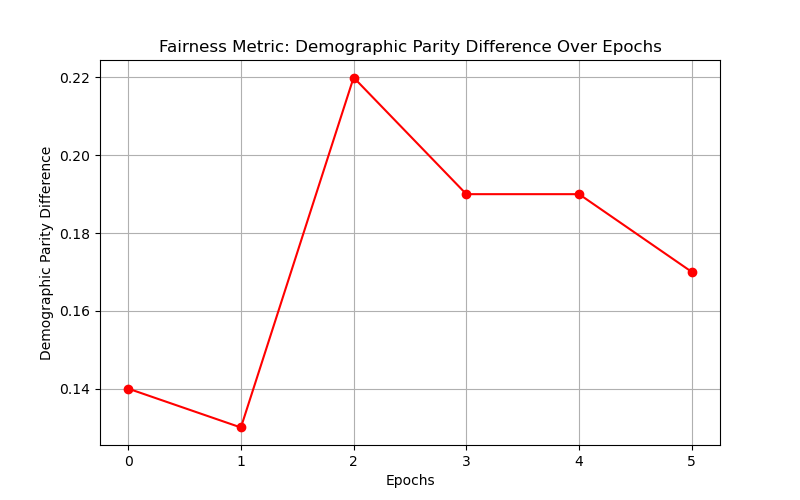 Fairness Metric: Demographic Parity Difference Over Epochs
0.22
0.20
0.18
0.16
0.14
Demographic Parity Difference
0 1 2 3 4 5
Epochs